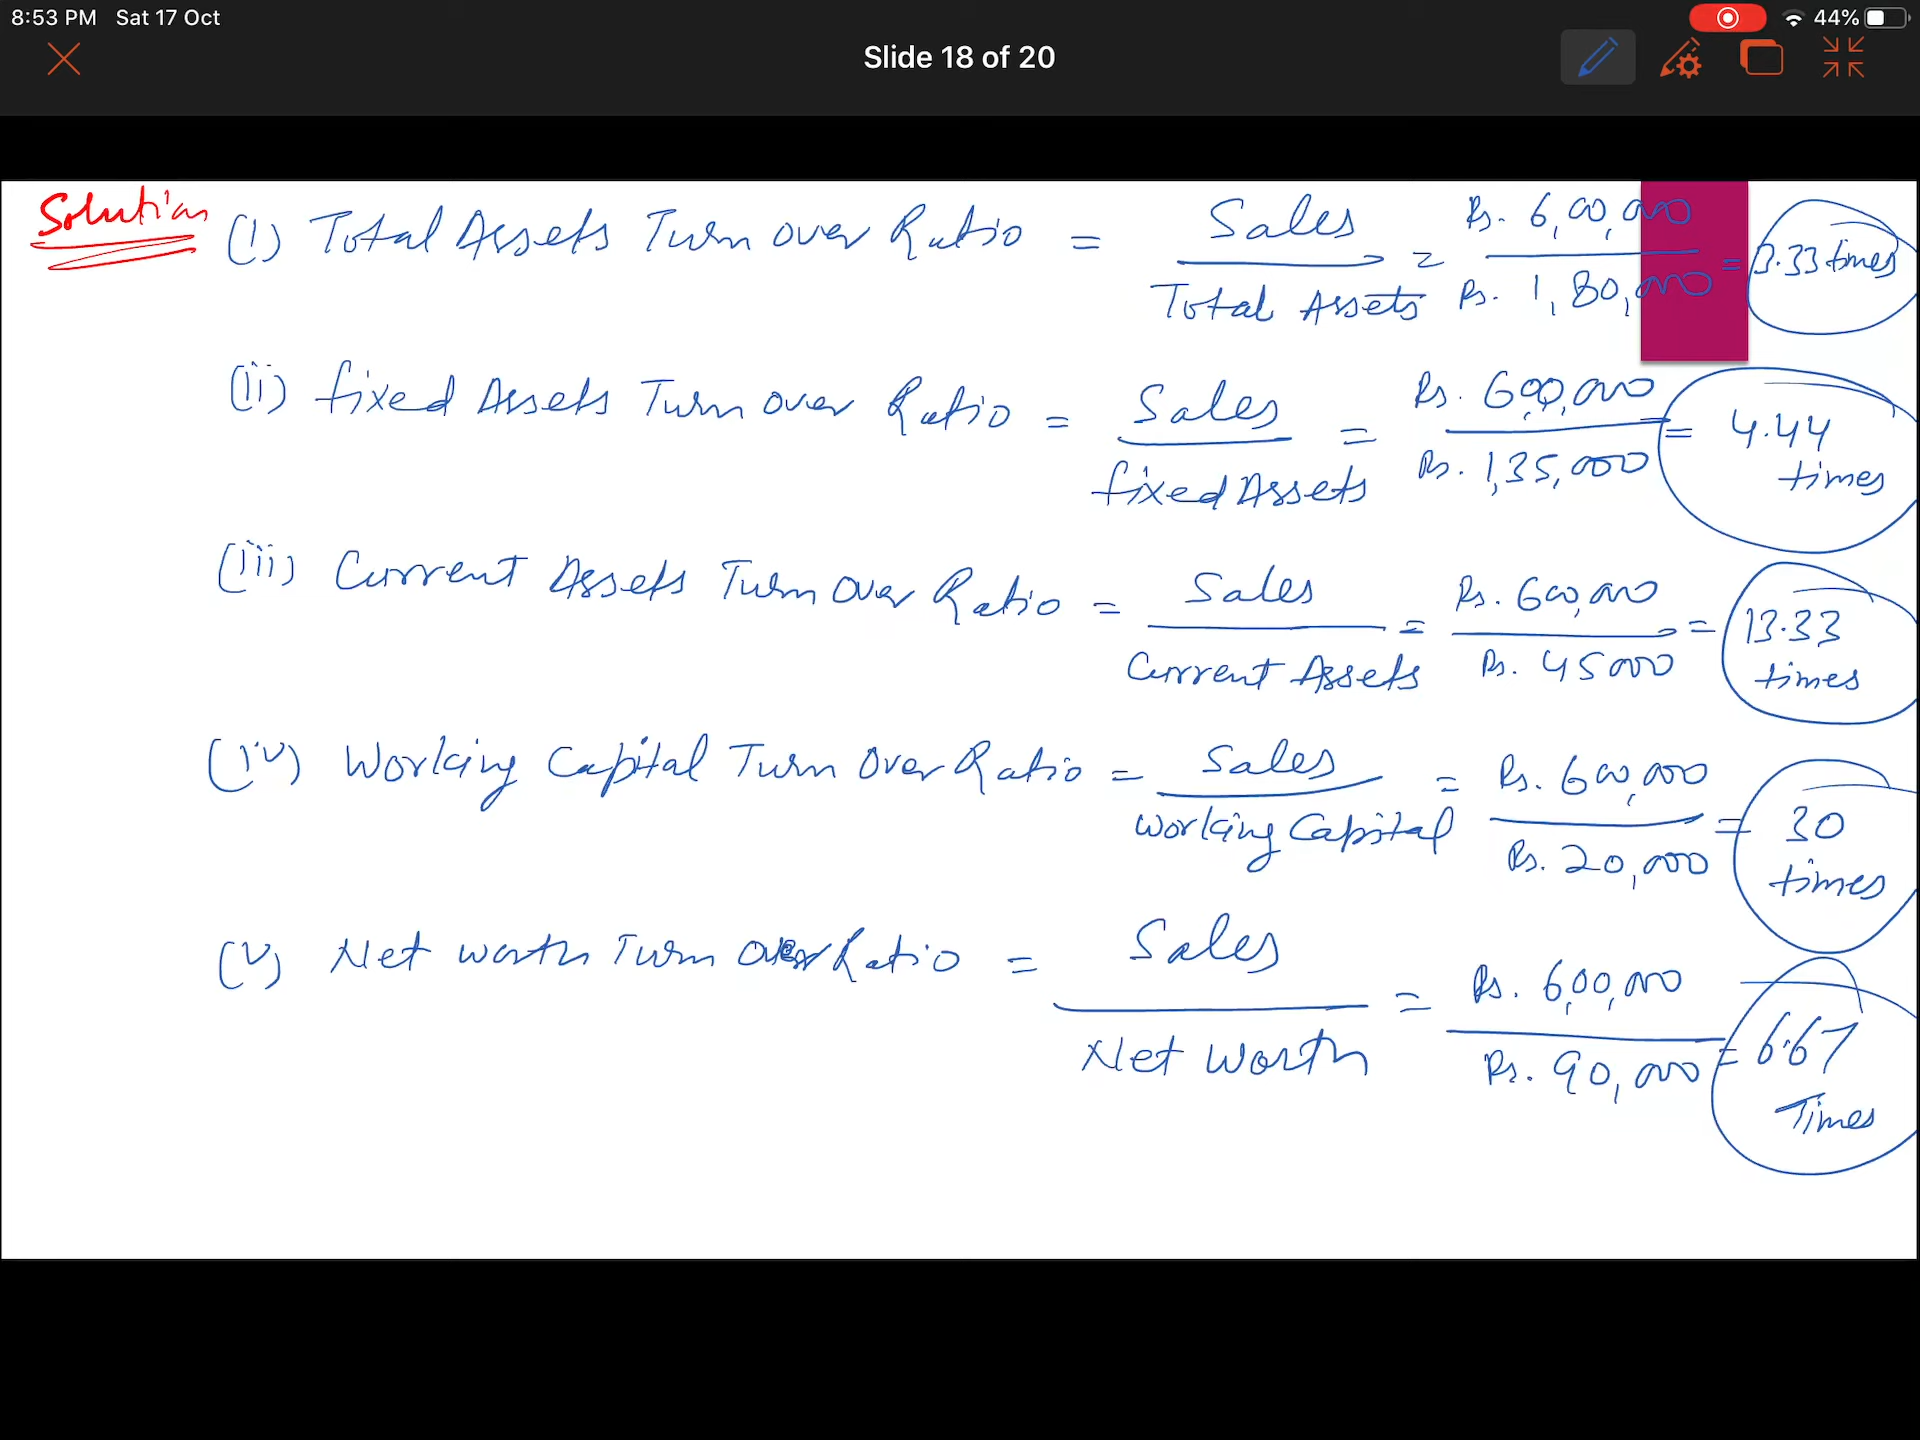 8:53 PM Sat 17 Oct
44%
Slide 18 of 20
Solution
(i) Total Assets Turn over Ratio = Sales / Total Assets = Rs. 6,00,000 / Rs. 1,80,000 = 3.33 times
(ii) fixed Assets Turn over Ratio = Sales / fixed Assets = Rs. 600,000 / Rs. 1,35,000 = 4.44 times
(iii) Current Assets Turn Over Ratio = Sales / Current Assets = Rs. 600,000 / Rs. 45000 = 13.33 times
(iv) Working Capital Turn Over Ratio = Sales / Working Capital = Rs. 600,000 / Rs. 20,000 = 30 times
(v) Net worth Turn Over Ratio = Sales / Net Worth = Rs. 6,00,000 / Rs. 90,000 = 6.67 Times